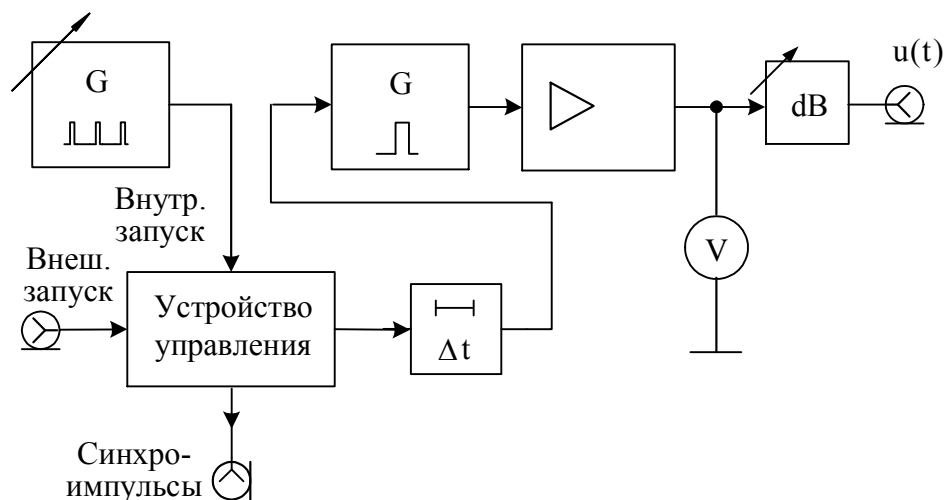 G
G
u(t)
dB
Внутр.
запуск
Внеш.
запуск
V
Устройство
управления
Δt
Синхро-
импульсы